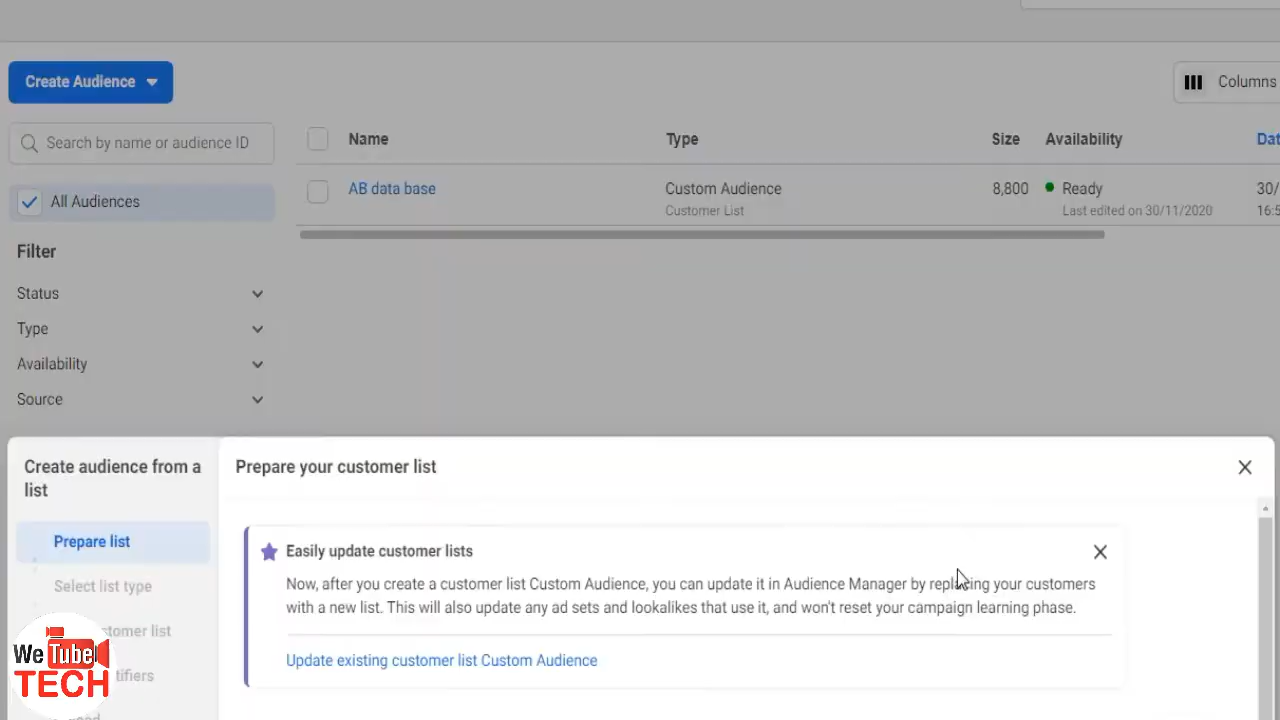 Create Audience
Columns
Search by name or audience ID
Name Type Size Availability Dat
All Audiences
AB data base Custom Audience 8,800 Ready 30/
Customer List Last edited on 30/11/2020 16:5
Filter
Status
Type
Availability
Source
Create audience from a
list
Prepare your customer list
Prepare list
Select list type
stomer list
tifiers
Easily update customer lists
Now, after you create a customer list Custom Audience, you can update it in Audience Manager by replacing your customers
with a new list. This will also update any ad sets and lookalikes that use it, and won't reset your campaign learning phase.
Update existing customer list Custom Audience
We Tube
TECH